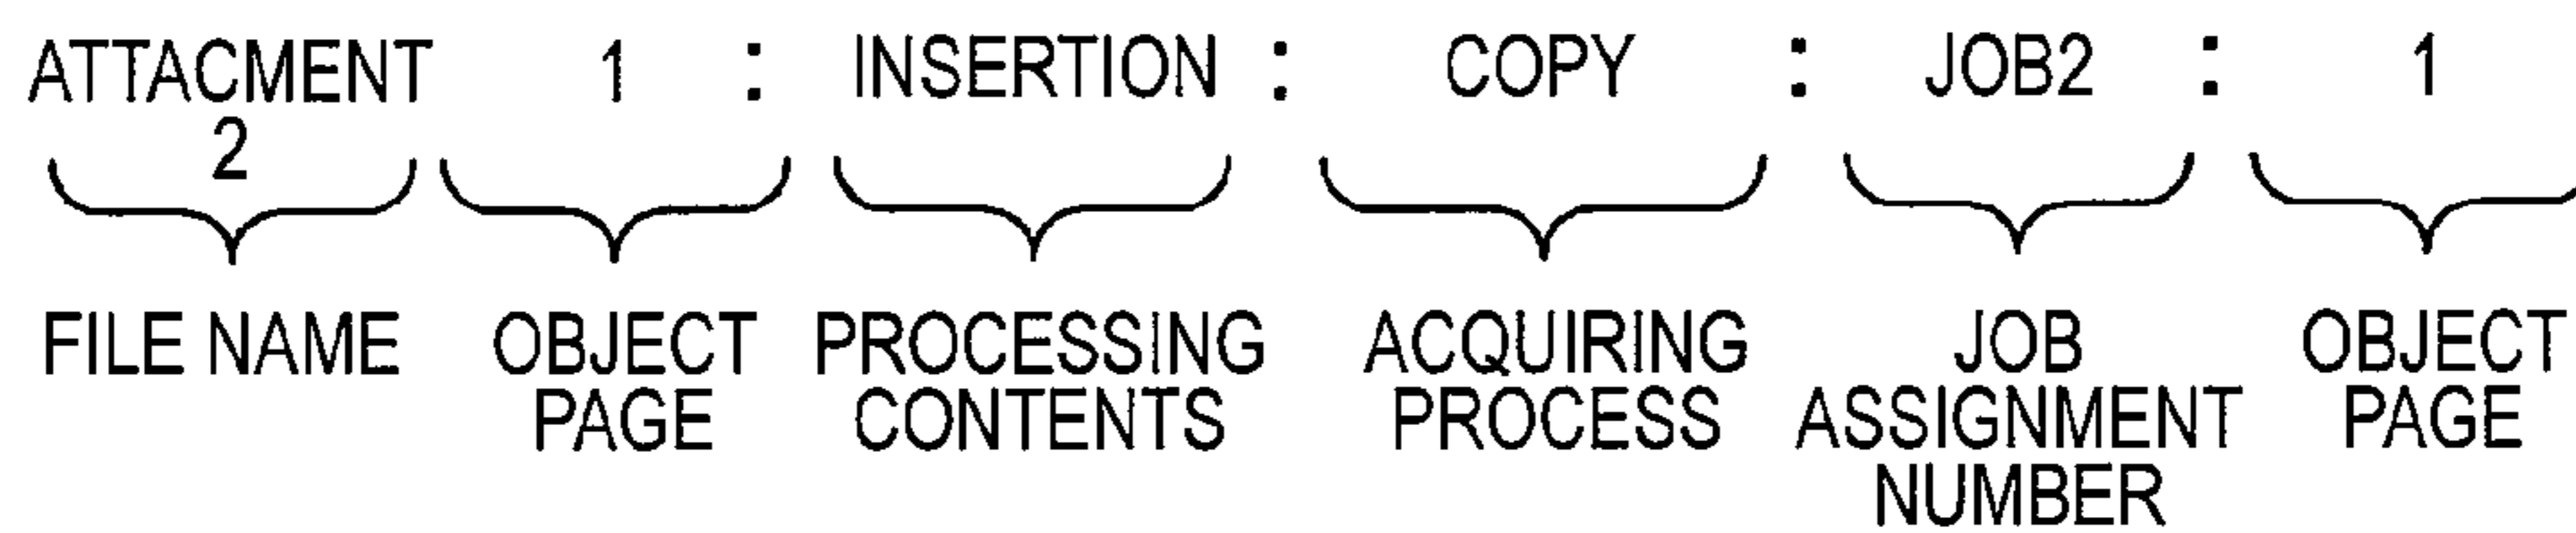 ATTACMENT 1 : INSERTION : COPY : JOB2 : 1
2
FILE NAME OBJECT PROCESSING ACQUIRING JOB OBJECT
PAGE CONTENTS PROCESS ASSIGNMENT PAGE
NUMBER